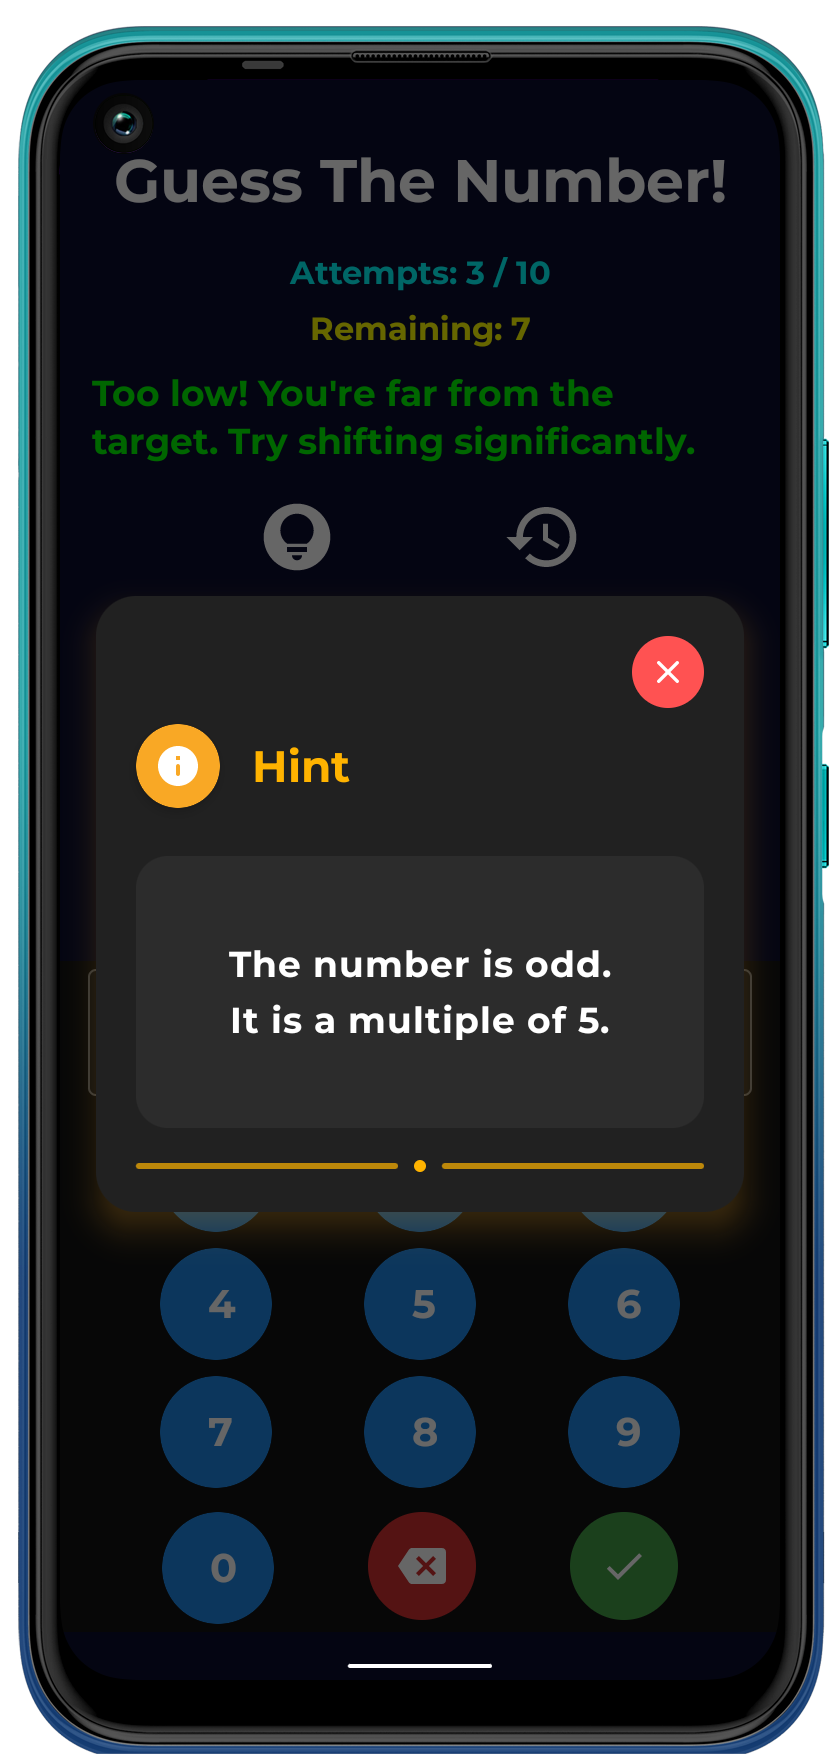 Guess The Number!
Attempts: 3 / 10
Remaining: 7
Too low! You're far from the
target. Try shifting significantly.
Hint
The number is odd.
It is a multiple of 5.
4 5 6
7 8 9
0